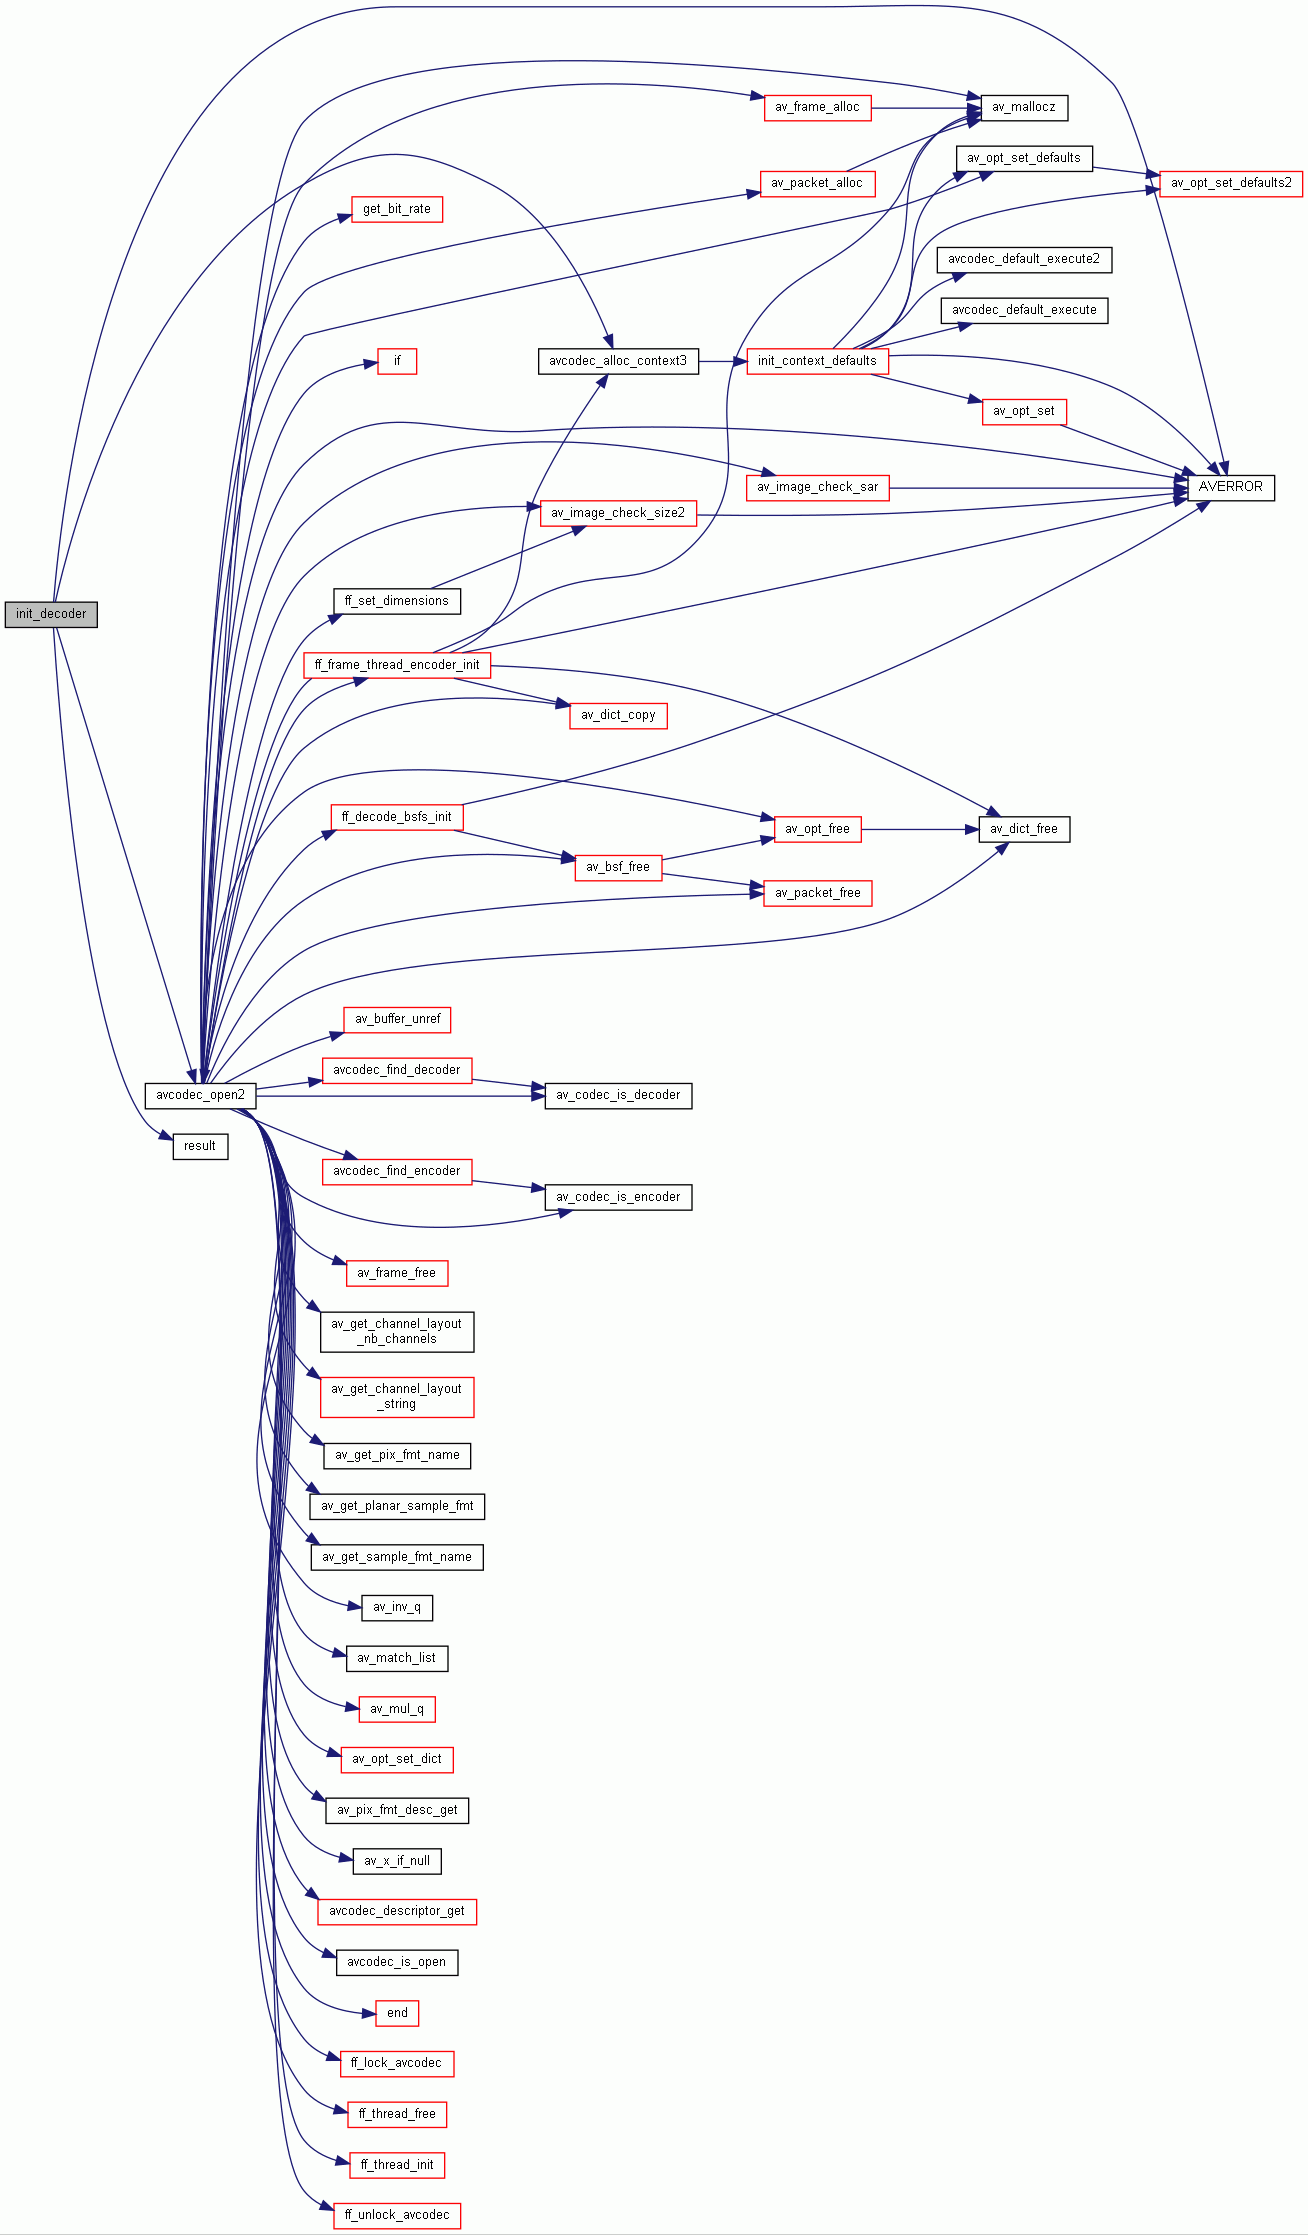 av_frame_alloc
av_mallocz
av_opt_set_defaults
av_packet_alloc
av_opt_set_defaults2
get_bit_rate
avcodec_default_execute2
avcodec_default_execute
if
avcodec_alloc_context3
init_context_defaults
av_opt_set
av_image_check_sar
AVERROR
av_image_check_size2
ff_set_dimensions
init_decoder
ff_frame_thread_encoder_init
av_dict_copy
ff_decode_bsfs_init
av_opt_free
av_dict_free
av_bsf_free
av_packet_free
av_buffer_unref
avcodec_find_decoder
avcodec_open2
av_codec_is_decoder
result
avcodec_find_encoder
av_codec_is_encoder
av_frame_free
av_get_channel_layout
_nb_channels
av_get_channel_layout
_string
av_get_pix_fmt_name
av_get_planar_sample_fmt
av_get_sample_fmt_name
av_inv_q
av_match_list
av_mul_q
av_opt_set_dict
av_pix_fmt_desc_get
av_x_if_null
avcodec_descriptor_get
avcodec_is_open
end
ff_lock_avcodec
ff_thread_free
ff_thread_init
ff_unlock_avcodec